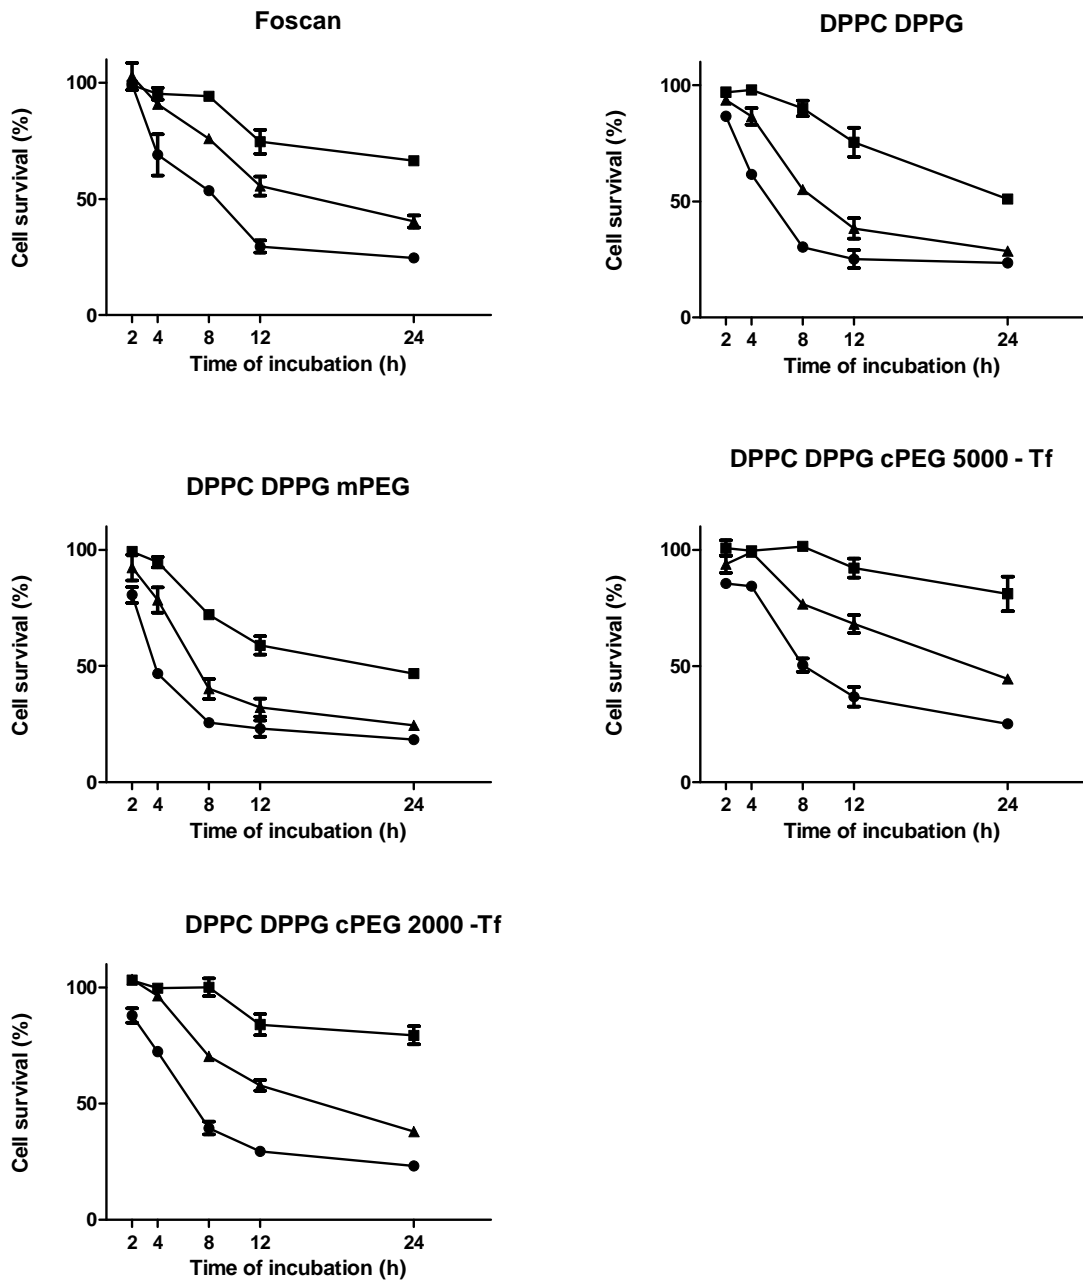 Foscan
Cell survival (%)
100
50
0
2 4 8 12 24
Time of incubation (h)
DPPC DPPG
Cell survival (%)
100
50
0
2 4 8 12 24
Time of incubation (h)
DPPC DPPG mPEG
Cell survival (%)
100
50
0
2 4 8 12 24
Time of incubation (h)
DPPC DPPG cPEG 5000 - Tf
Cell survival (%)
100
50
0
2 4 8 12 24
Time of incubation (h)
DPPC DPPG cPEG 2000 -Tf
Cell survival (%)
100
50
0
2 4 8 12 24
Time of incubation (h)